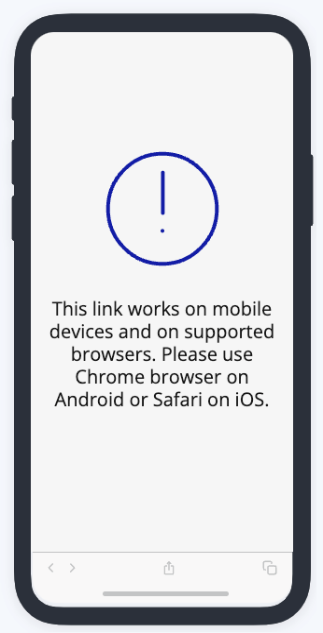 This link works on mobile
devices and on supported
browsers. Please use
Chrome browser on
Android or Safari on iOS.